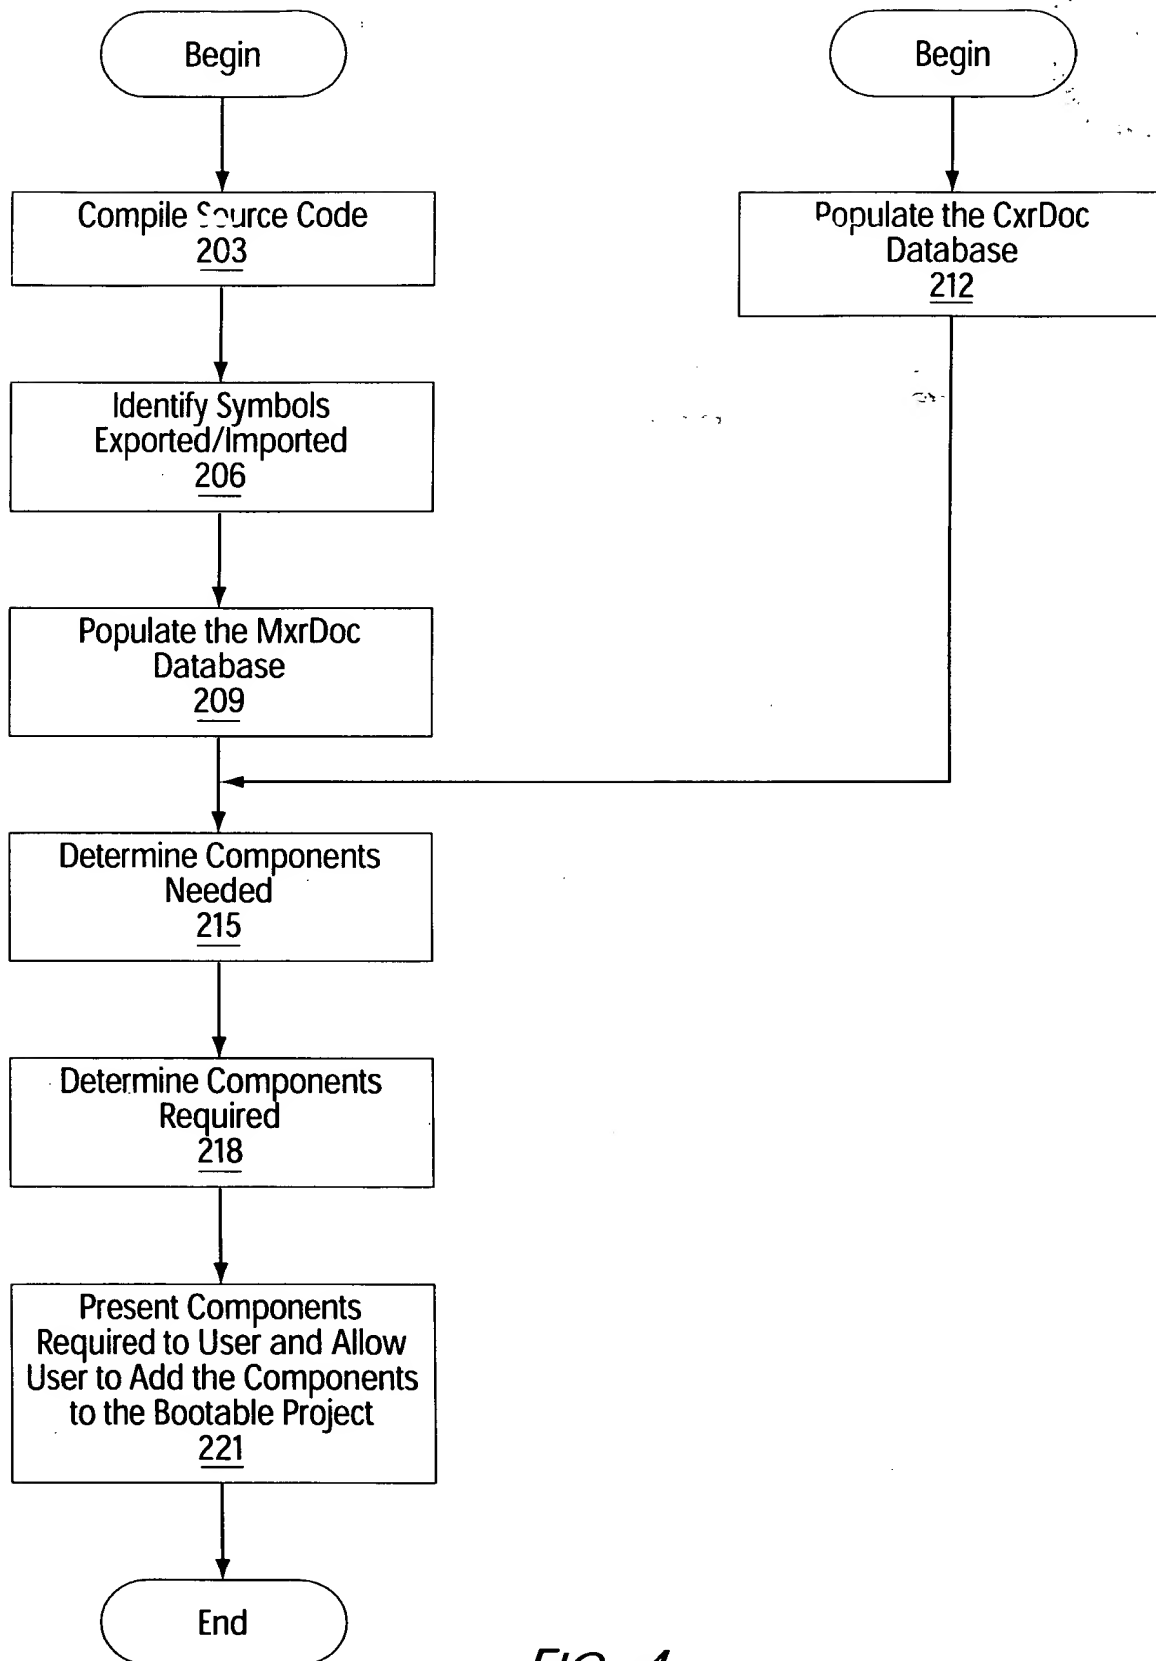 Begin
Compile Source Code
203
Identify Symbols
Exported/Imported
206
Populate the MxrDoc
Database
209
Determine Components
Needed
215
Determine Components
Required
218
Present Components
Required to User and Allow
User to Add the Components
to the Bootable Project
221
End
Begin
Populate the CxrDoc
Database
212
FIG. 4